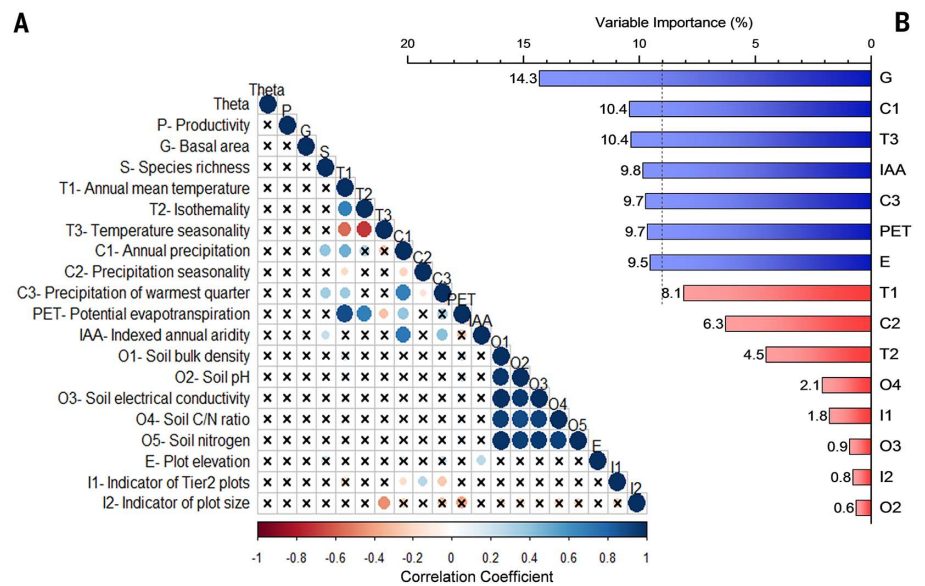 A
B
Variable Importance (%)
20 15 10 5 0
14.3 G
10.4 C1
10.4 T3
9.8 IAA
9.7 C3
9.7 PET
9.5 E
8.1 T1
6.3 C2
4.5 T2
2.1 O4
1.8 I1
0.9 O3
0.8 I2
0.6 O2
Theta
Theta
P- Productivity P
G- Basal area G
S- Species richness S
T1- Annual mean temperature T1
T2- Isothemality T2
T3- Temperature seasonality T3
C1- Annual precipitation C1
C2- Precipitation seasonality C2
C3- Precipitation of warmest quarter C3
PET- Potential evapotranspiration PET
IAA- Indexed annual aridity IAA
O1- Soil bulk density O1
O2- Soil pH O2
O3- Soil electrical conductivity O3
O4- Soil C/N ratio O4
O5- Soil nitrogen O5
E- Plot elevation E
I1- Indicator of Tier2 plots I1
I2- Indicator of plot size I2
-1 -0.8 -0.6 -0.4 -0.2 0 0.2 0.4 0.6 0.8 1
Correlation Coefficient